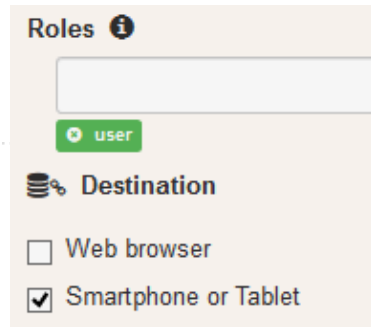 Roles
user
Destination
Web browser
Smartphone or Tablet